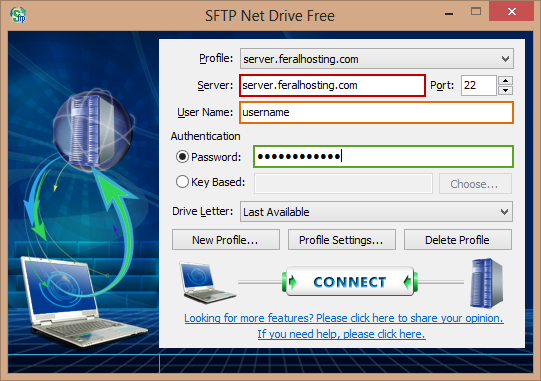 SFTP Net Drive Free
Profile: server.feralhosting.com
Server: server.feralhosting.com Port: 22
User Name: username
Authentication
Password: ●●●●●●●●●●●●
Key Based: Choose...
Drive Letter: Last Available
New Profile... Profile Settings... Delete Profile
CONNECT
Looking for more features? Please click here to share your opinion.
If you need help, please click here.